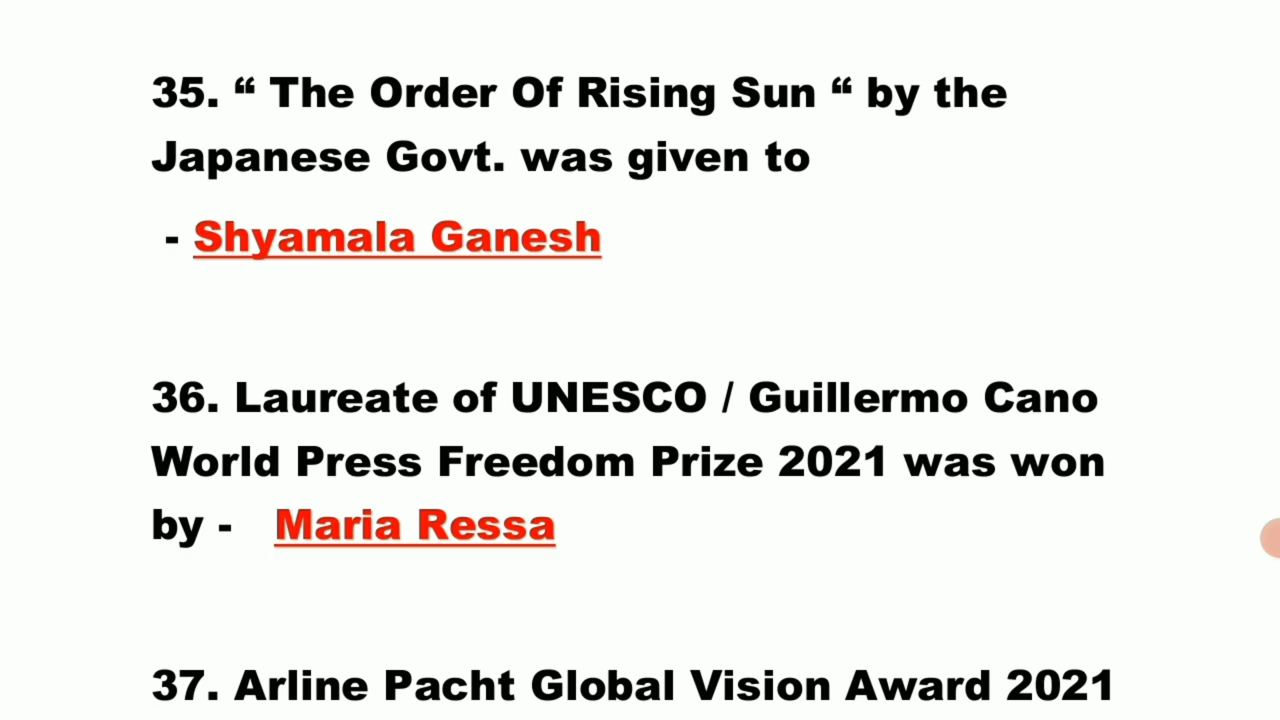 35. “ The Order Of Rising Sun “ by the
Japanese Govt. was given to
- Shyamala Ganesh
36. Laureate of UNESCO / Guillermo Cano
World Press Freedom Prize 2021 was won
by - Maria Ressa
37. Arline Pacht Global Vision Award 2021